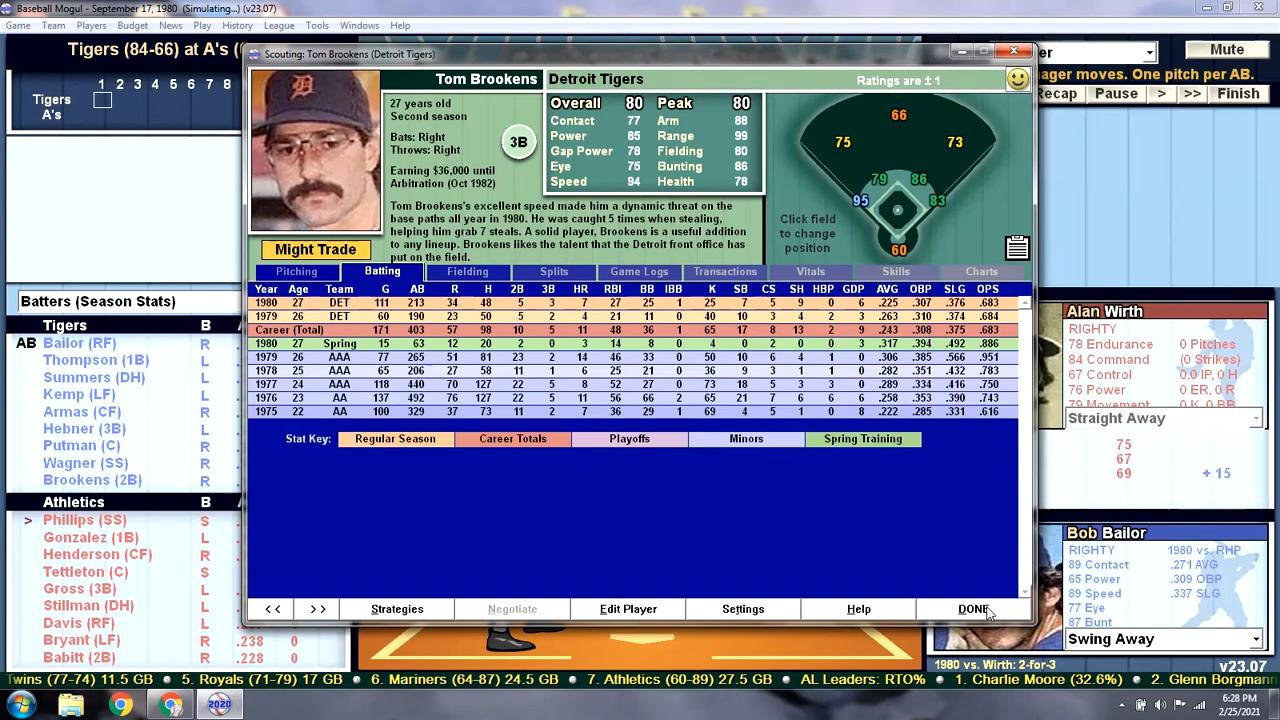 Baseball Mogul - September 17, 1980 (Simulating...) (v23.07)
Game Team Players Budget News Play History League Tools Windows Help
Tigers (84-66) at A's (
1 2 3 4 5 6 7 8
Tigers
A's
Mute
ager moves. One pitch per AB.
Recap Pause > >> Finish
Scouting: Tom Brookens (Detroit Tigers)
Tom Brookens
Detroit Tigers
Ratings are ± 1
27 years old
Second season
Bats: Right
Throws: Right
Earning $36,000 until
Arbitration (Oct 1982)
3B
Overall 80 Peak 80
Contact 77 Arm 88
Power 85 Range 99
Gap Power 78 Fielding 80
Eye 75 Bunting 86
Speed 94 Health 78
66
75 73
79 86
95 83
60
Click field
to change
position
Tom Brookens's excellent speed made him a dynamic threat on the
base paths all year in 1980. He was caught 5 times when stealing,
helping him grab 7 steals. A solid player, Brookens is a useful addition
to any lineup. Brookens likes the talent that the Detroit front office has
put on the field.
Might Trade
Pitching Batting Fielding Splits Game Logs Transactions Vitals Skills Charts
Year Age Team G AB R H 2B 3B HR RBI BB IBB K SB CS SH HBP GDP AVG OBP SLG OPS
1980 27 DET 111 213 34 48 5 3 7 27 25 1 25 7 5 9 0 6 .225 .307 .376 .683
1979 26 DET 60 190 23 50 5 2 4 21 11 0 40 10 3 4 2 3 .263 .310 .374 .684
Career (Total) 171 403 57 98 10 5 11 48 36 1 65 17 8 13 2 9 .243 .308 .375 .683
1980 27 Spring 15 63 12 20 2 0 3 14 8 0 4 2 0 0 0 4 .317 .394 .492 .886
1979 26 AAA 77 265 51 81 23 2 14 46 33 0 50 10 6 4 1 0 .306 .385 .566 .951
1978 25 AAA 65 206 27 58 11 1 6 25 21 0 36 9 3 1 1 5 .282 .351 .432 .783
1977 24 AAA 118 440 70 127 22 5 8 52 27 0 73 18 5 3 3 0 .289 .334 .416 .750
1976 23 AA 137 492 76 127 22 5 11 56 66 2 65 21 7 6 6 6 .258 .353 .390 .743
1975 22 AA 100 329 37 73 11 2 7 36 29 1 69 4 5 1 0 8 .222 .285 .331 .616
Stat Key: Regular Season Career Totals Playoffs Minors Spring Training
<< >> Strategies Negotiate Edit Player Settings Help DONE
Batters (Season Stats)
Tigers B
AB Bailor (RF) R
Thompson (1B) L
Summers (DH) L
Kemp (LF) L
Armas (CF) R
Hebner (3B) L
Putman (C) L
Wagner (SS) R
Brookens (2B) R
Athletics B
> Phillips (SS) S
Gonzalez (1B) L
Henderson (CF) R
Tettleton (C) S
Gross (3B) L
Stillman (DH) L
Davis (RF) L
Bryant (LF) L .238 0
Babitt (2B) R .228 0
Alan Wirth
RIGHTY
78 Endurance 0 Pitches
84 Command (0 Strikes)
67 Control 0.0 IP, 0 H
76 Power 0 ER, 0 R
79 Movement 0 K, 0 BB
Straight Away
75
67
69 + 15
Bob Bailor
RIGHTY 1980 vs. RHP
89 Contact .271 AVG
65 Power .309 OBP
89 Speed .337 SLG
77 Eye
87 Bunt
Swing Away
1980 vs. Wirth: 2-for-3
v23.07
Twins (77-74) 11.5 GB • 5. Royals (71-79) 17 GB • 6. Mariners (64-87) 24.5 GB • 7. Athletics (60-89) 27.5 GB • AL Leaders: RTO% • 1. Charlie Moore (32.6%) • 2. Glenn Borgmann
2020
6:28 PM
2/25/2021